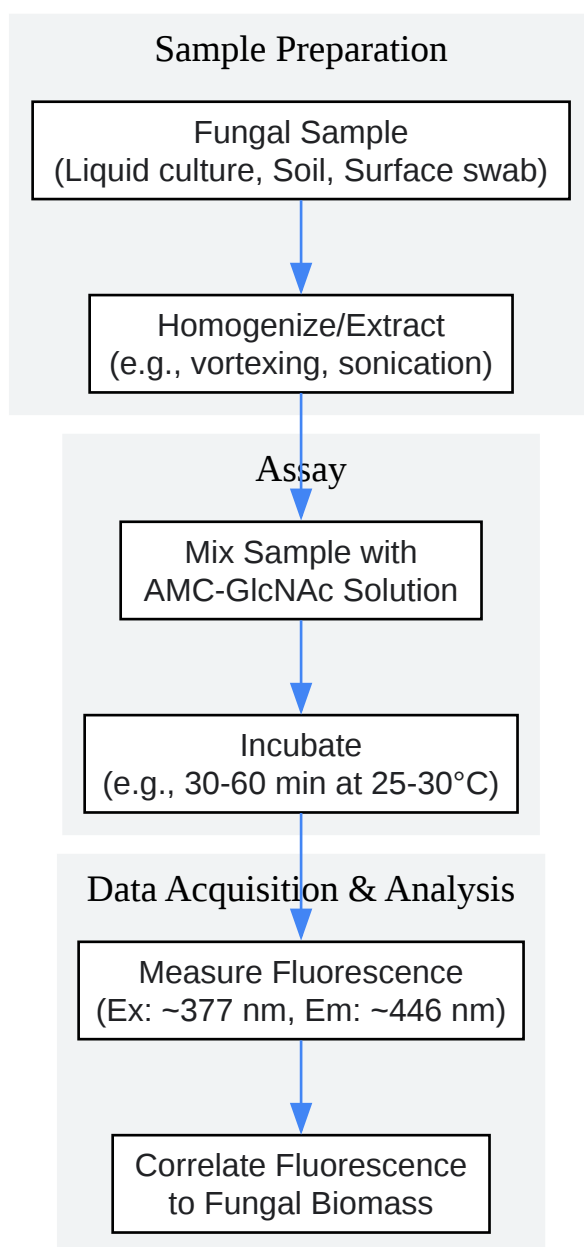 Sample Preparation
Fungal Sample
(Liquid culture, Soil, Surface swab)
Homogenize/Extract
(e.g., vortexing, sonication)
Assay
Mix Sample with
AMC-GlcNAc Solution
Incubate
(e.g., 30-60 min at 25-30°C)
Data Acquisition & Analysis
Measure Fluorescence
(Ex: ~377 nm, Em: ~446 nm)
Correlate Fluorescence
to Fungal Biomass